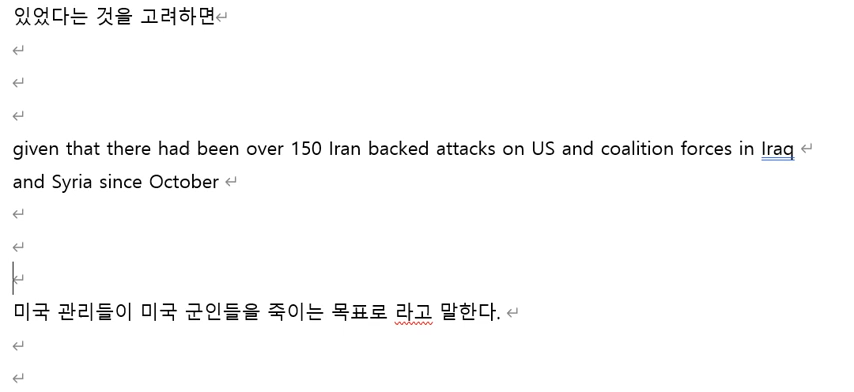 있었다는 것을 고려하면
given that there had been over 150 Iran backed attacks on US and coalition forces in Iraq
and Syria since October
미국 관리들이 미국 군인들을 죽이는 목표로 라고 말한다.